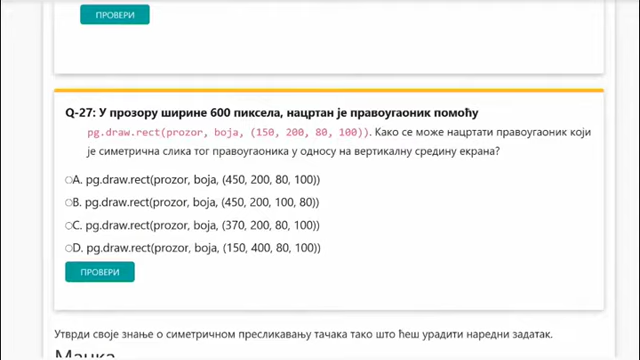 ПРОВЕРИ
Q-27: У прозору ширине 600 пиксела, нацртан је правоугаоник помоћу
pg.draw.rect(prozor, boja, (150, 200, 80, 100)). Како се може нацртати правоугаоник који
је симетрична слика тог правоугаоника у односу на вертикалну средину екрана?
A. pg.draw.rect(prozor, boja, (450, 200, 80, 100))
B. pg.draw.rect(prozor, boja, (450, 200, 100, 80))
C. pg.draw.rect(prozor, boja, (370, 200, 80, 100))
D. pg.draw.rect(prozor, boja, (150, 400, 80, 100))
ПРОВЕРИ
Утврди своје знање о симетричном пресликавању тачака тако што ћеш урадити наредни задатак.
Мачка